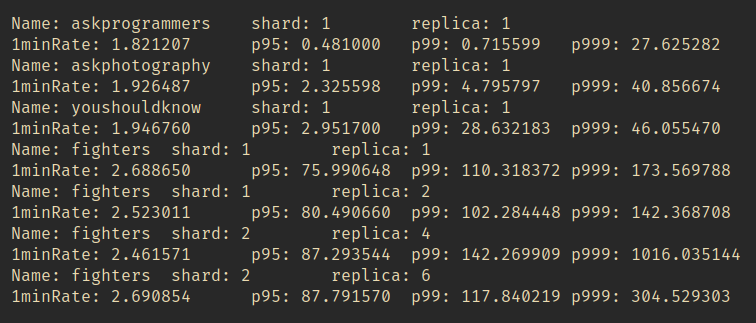 Name: askprogrammers    shard: 1        replica: 1
1minRate: 1.821207      p95: 0.481000   p99: 0.715599   p999: 27.625282
Name: askphotography    shard: 1        replica: 1
1minRate: 1.926487      p95: 2.325598   p99: 4.795797   p999: 40.856674
Name: youshouldknow     shard: 1        replica: 1
1minRate: 1.946760      p95: 2.951700   p99: 28.632183  p999: 46.055470
Name: fighters  shard: 1        replica: 1
1minRate: 2.688650      p95: 75.990648  p99: 110.318372 p999: 173.569788
Name: fighters  shard: 1        replica: 2
1minRate: 2.523011      p95: 80.490660  p99: 102.284448 p999: 142.368708
Name: fighters  shard: 2        replica: 4
1minRate: 2.461571      p95: 87.293544  p99: 142.269909 p999: 1016.035144
Name: fighters  shard: 2        replica: 6
1minRate: 2.690854      p95: 87.791570  p99: 117.840219 p999: 304.529303